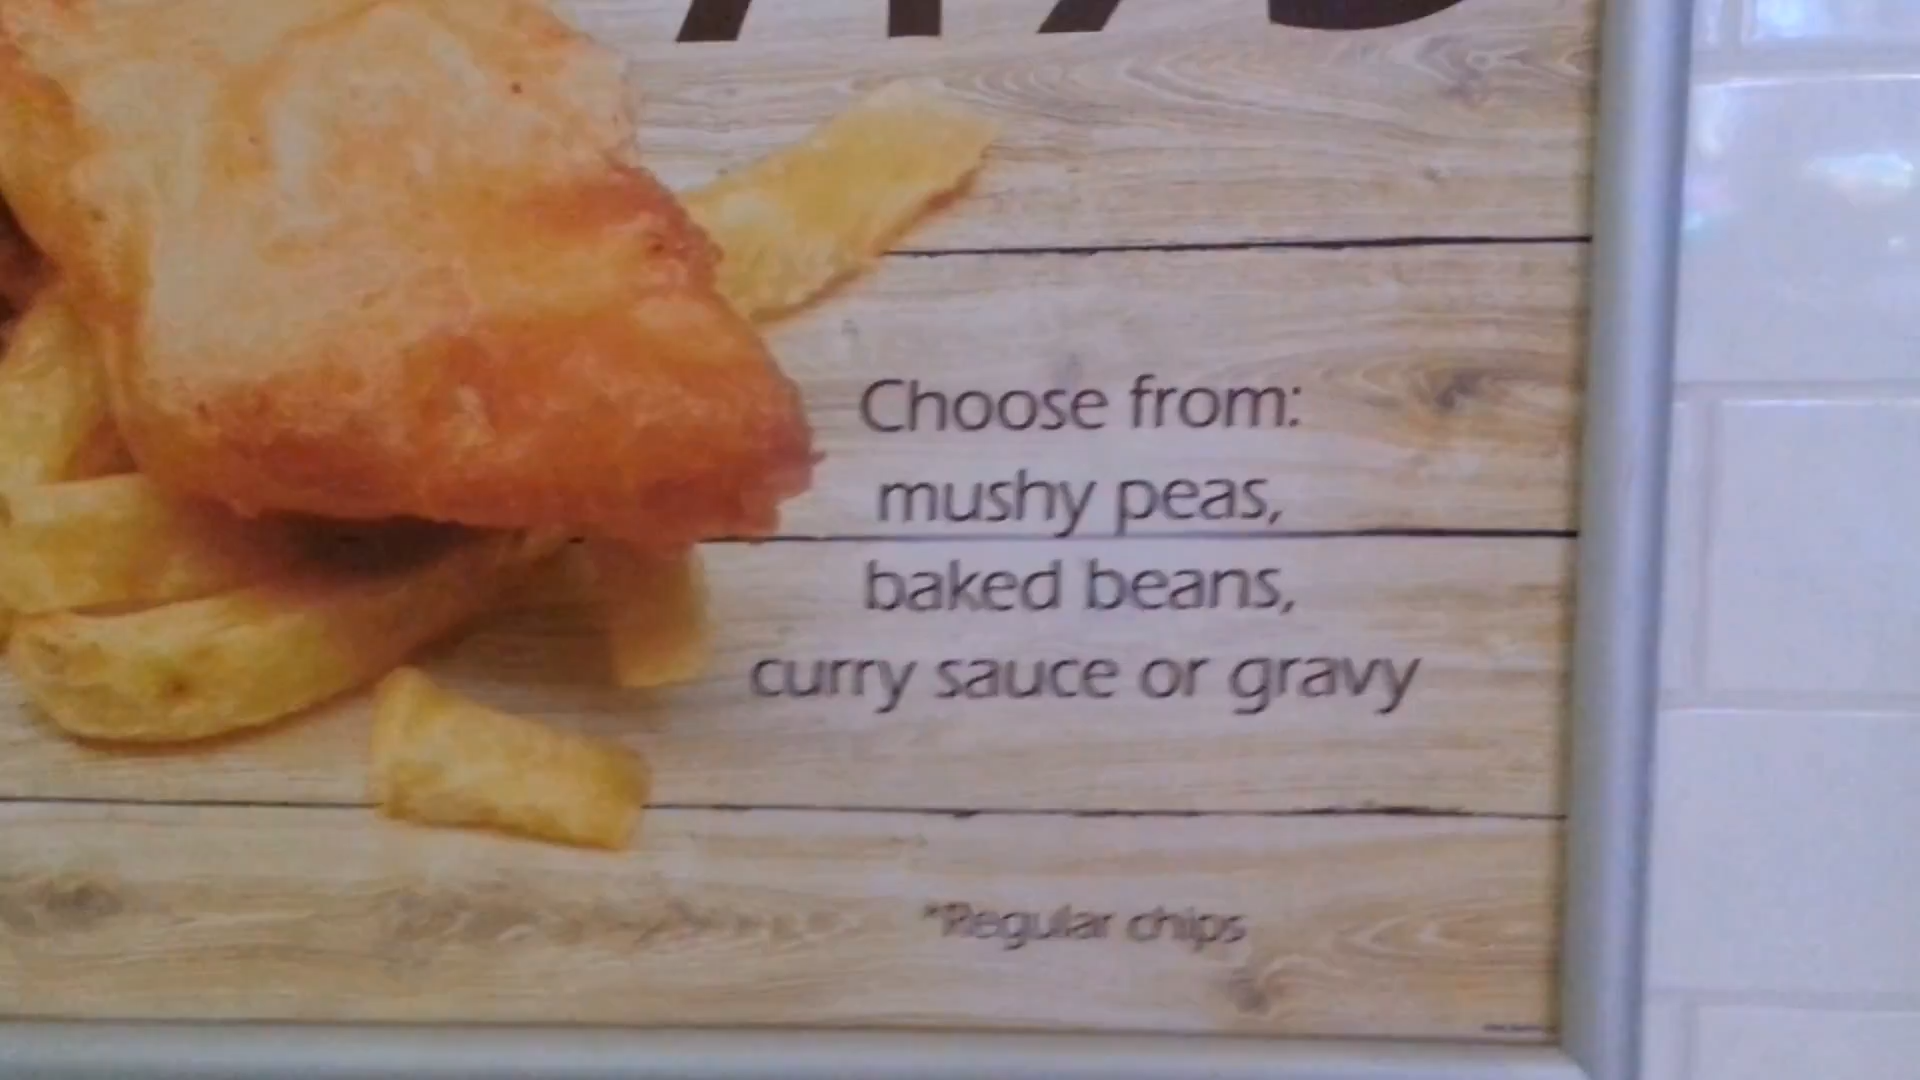 Choose from:
mushy peas,
baked beans,
curry sauce or gravy
*Regular chips